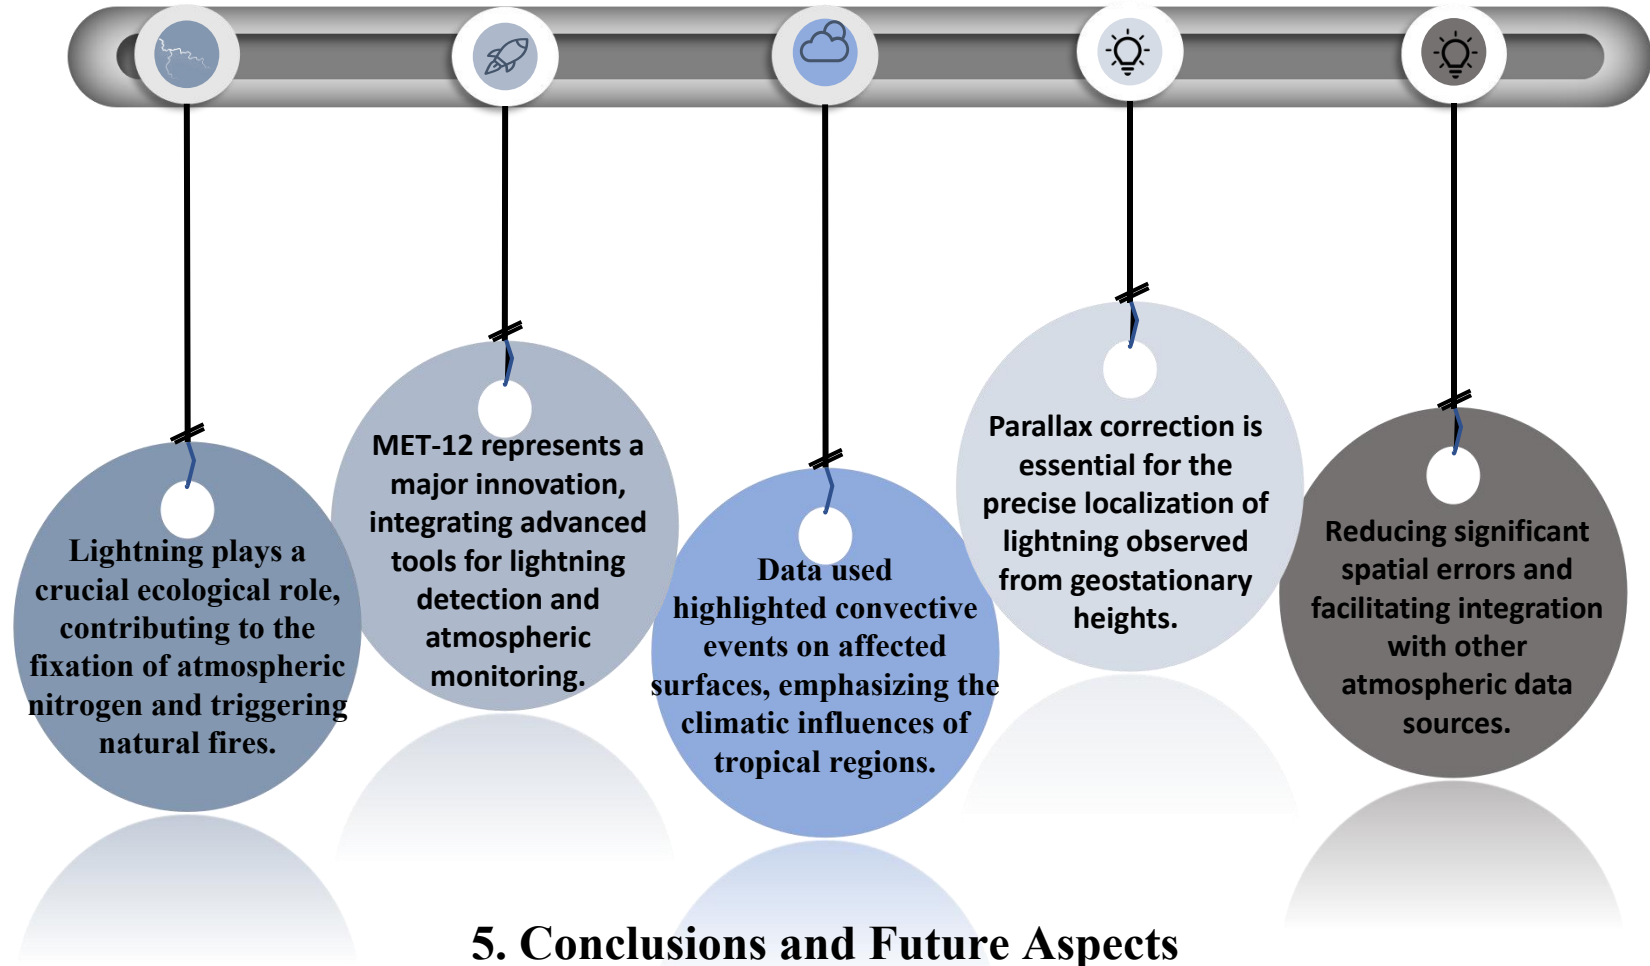 Lightning plays a
crucial ecological role,
contributing to the
fixation of atmospheric
nitrogen and triggering
natural fires.
MET-12 represents a
major innovation,
integrating advanced
tools for lightning
detection and
atmospheric
monitoring.
Data used
highlighted convective
events on affected
surfaces, emphasizing the
climatic influences of
tropical regions.
Parallax correction is
essential for the
precise localization of
lightning observed
from geostationary
heights.
Reducing significant
spatial errors and
facilitating integration
with other
atmospheric data
sources.
5. Conclusions and Future Aspects